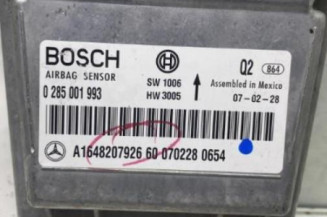 BOSCH
AIRBAG SENSOR
0 285 001 993
SW 1006
HW 3005
Q2 864
Assembled in Mexico
07-02-28
A1648207926 60 070228 0654